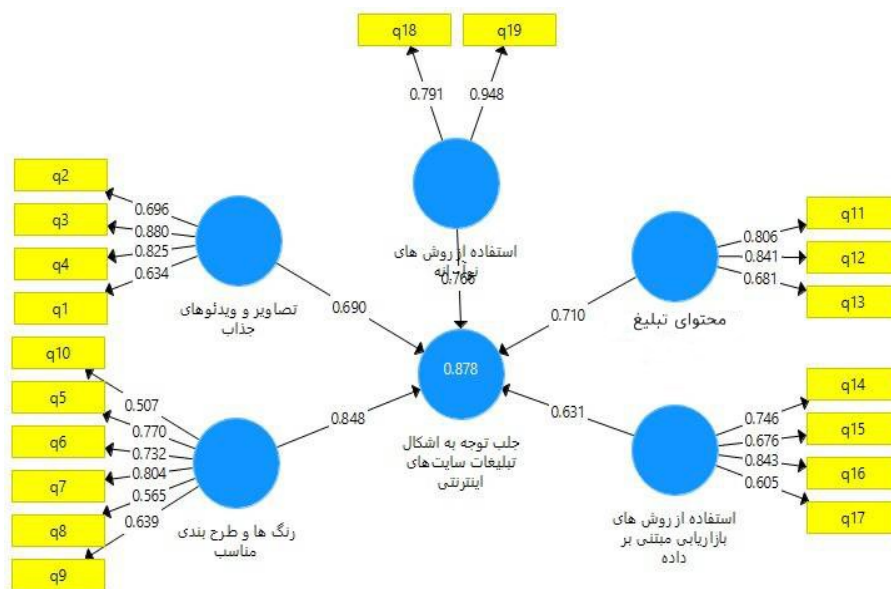 q18
q19
0.791
0.948
استفاده از روش های
نوآورانه
0.766
q2
q3
q4
q1
0.696
0.880
0.825
0.634
تصاویر و ویدئوهای
جذاب
0.690
q11
q12
q13
0.806
0.841
0.681
محتوای تبلیغ
0.710
0.878
جلب توجه به اشکال
تبلیغات سایت‌های
اینترنتی
q10
q5
q6
q7
q8
q9
0.507
0.770
0.732
0.804
0.565
0.639
رنگ ها و طرح بندی
مناسب
0.848
q14
q15
q16
q17
0.746
0.676
0.843
0.605
استفاده از روش های
بازاریابی مبتنی بر
داده
0.631